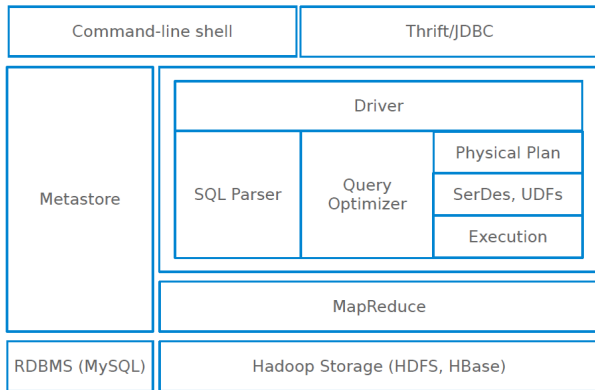 Command-line shell
Thrift/JDBC
Metastore
Driver
SQL Parser
Query
Optimizer
Physical Plan
SerDes, UDFs
Execution
MapReduce
RDBMS (MySQL)
Hadoop Storage (HDFS, HBase)